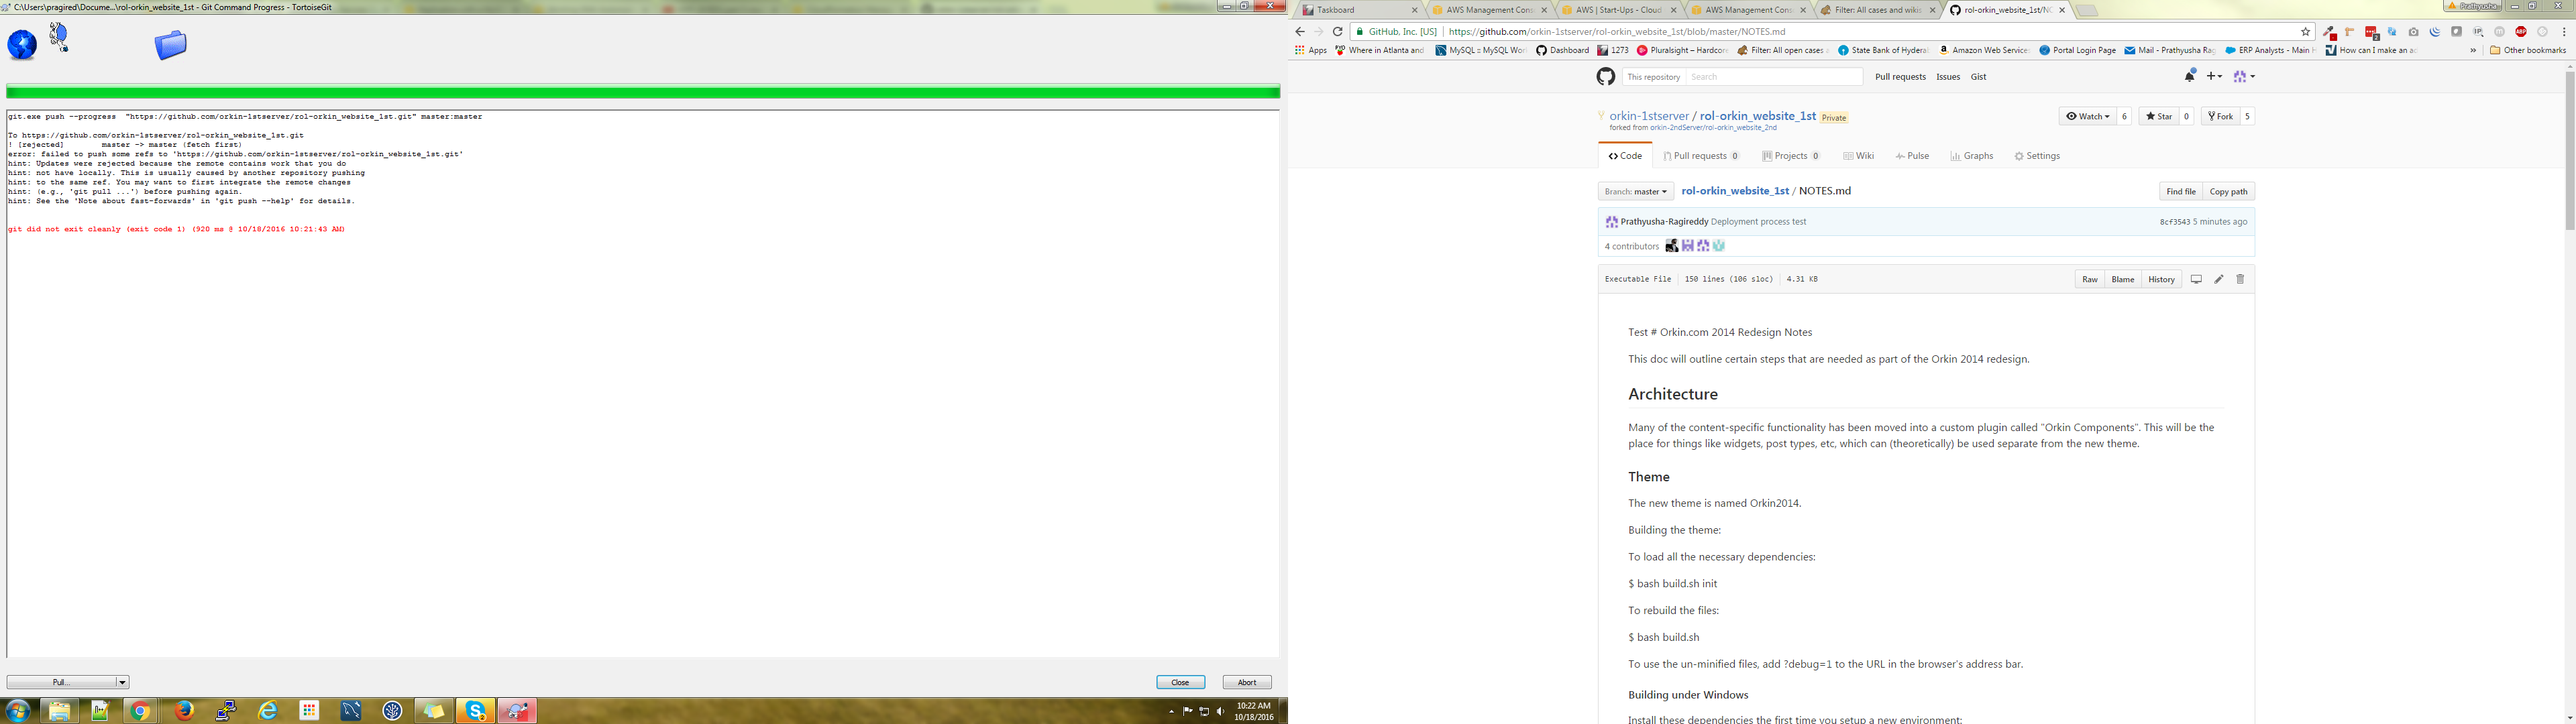 C:\Users\pragired\Docume...\rol-orkin_website_1st - Git Command Progress - TortoiseGit
git.exe push --progress "https://github.com/orkin-1stserver/rol-orkin_website_1st.git" master:master
To https://github.com/orkin-1stserver/rol-orkin_website_1st.git
! [rejected] master -> master (fetch first)
error: failed to push some refs to 'https://github.com/orkin-1stserver/rol-orkin_website_1st.git'
hint: Updates were rejected because the remote contains work that you do
hint: not have locally. This is usually caused by another repository pushing
hint: to the same ref. You may want to first integrate the remote changes
hint: (e.g., 'git pull ...') before pushing again.
hint: See the 'Note about fast-forwards' in 'git push --help' for details.
git did not exit cleanly (exit code 1) (920 ms @ 10/18/2016 10:21:43 AM)
Pull...
Close
Abort
10:22 AM
10/18/2016
Taskboard
AWS Management Cons
AWS | Start-Ups - Cloud
AWS Management Cons
Filter: All cases and wikis
rol-orkin_website_1st/NO
Prathyusha
GitHub, Inc. [US] | https://github.com/orkin-1stserver/rol-orkin_website_1st/blob/master/NOTES.md
Apps Where in Atlanta and MySQL :: MySQL Wor Dashboard 1273 Pluralsight – Hardcore Filter: All open cases State Bank of Hyderab Amazon Web Services Portal Login Page Mail - Prathyusha Rag ERP Analysts - Main H How can I make an ac » Other bookmarks
This repository Search Pull requests Issues Gist
orkin-1stserver / rol-orkin_website_1st Private
Watch 6 Star 0 Fork 5
forked from orkin-2ndServer/rol-orkin_website_2nd
Code Pull requests 0 Projects 0 Wiki Pulse Graphs Settings
Branch: master rol-orkin_website_1st / NOTES.md Find file Copy path
Prathyusha-Ragireddy Deployment process test 8cf3543 5 minutes ago
4 contributors
Executable File 150 lines (106 sloc) 4.31 KB Raw Blame History
Test # Orkin.com 2014 Redesign Notes
This doc will outline certain steps that are needed as part of the Orkin 2014 redesign.
Architecture
Many of the content-specific functionality has been moved into a custom plugin called "Orkin Components". This will be the
place for things like widgets, post types, etc, which can (theoretically) be used separate from the new theme.
Theme
The new theme is named Orkin2014.
Building the theme:
To load all the necessary dependencies:
$ bash build.sh init
To rebuild the files:
$ bash build.sh
To use the un-minified files, add ?debug=1 to the URL in the browser's address bar.
Building under Windows
Install these dependencies the first time you setup a new environment: